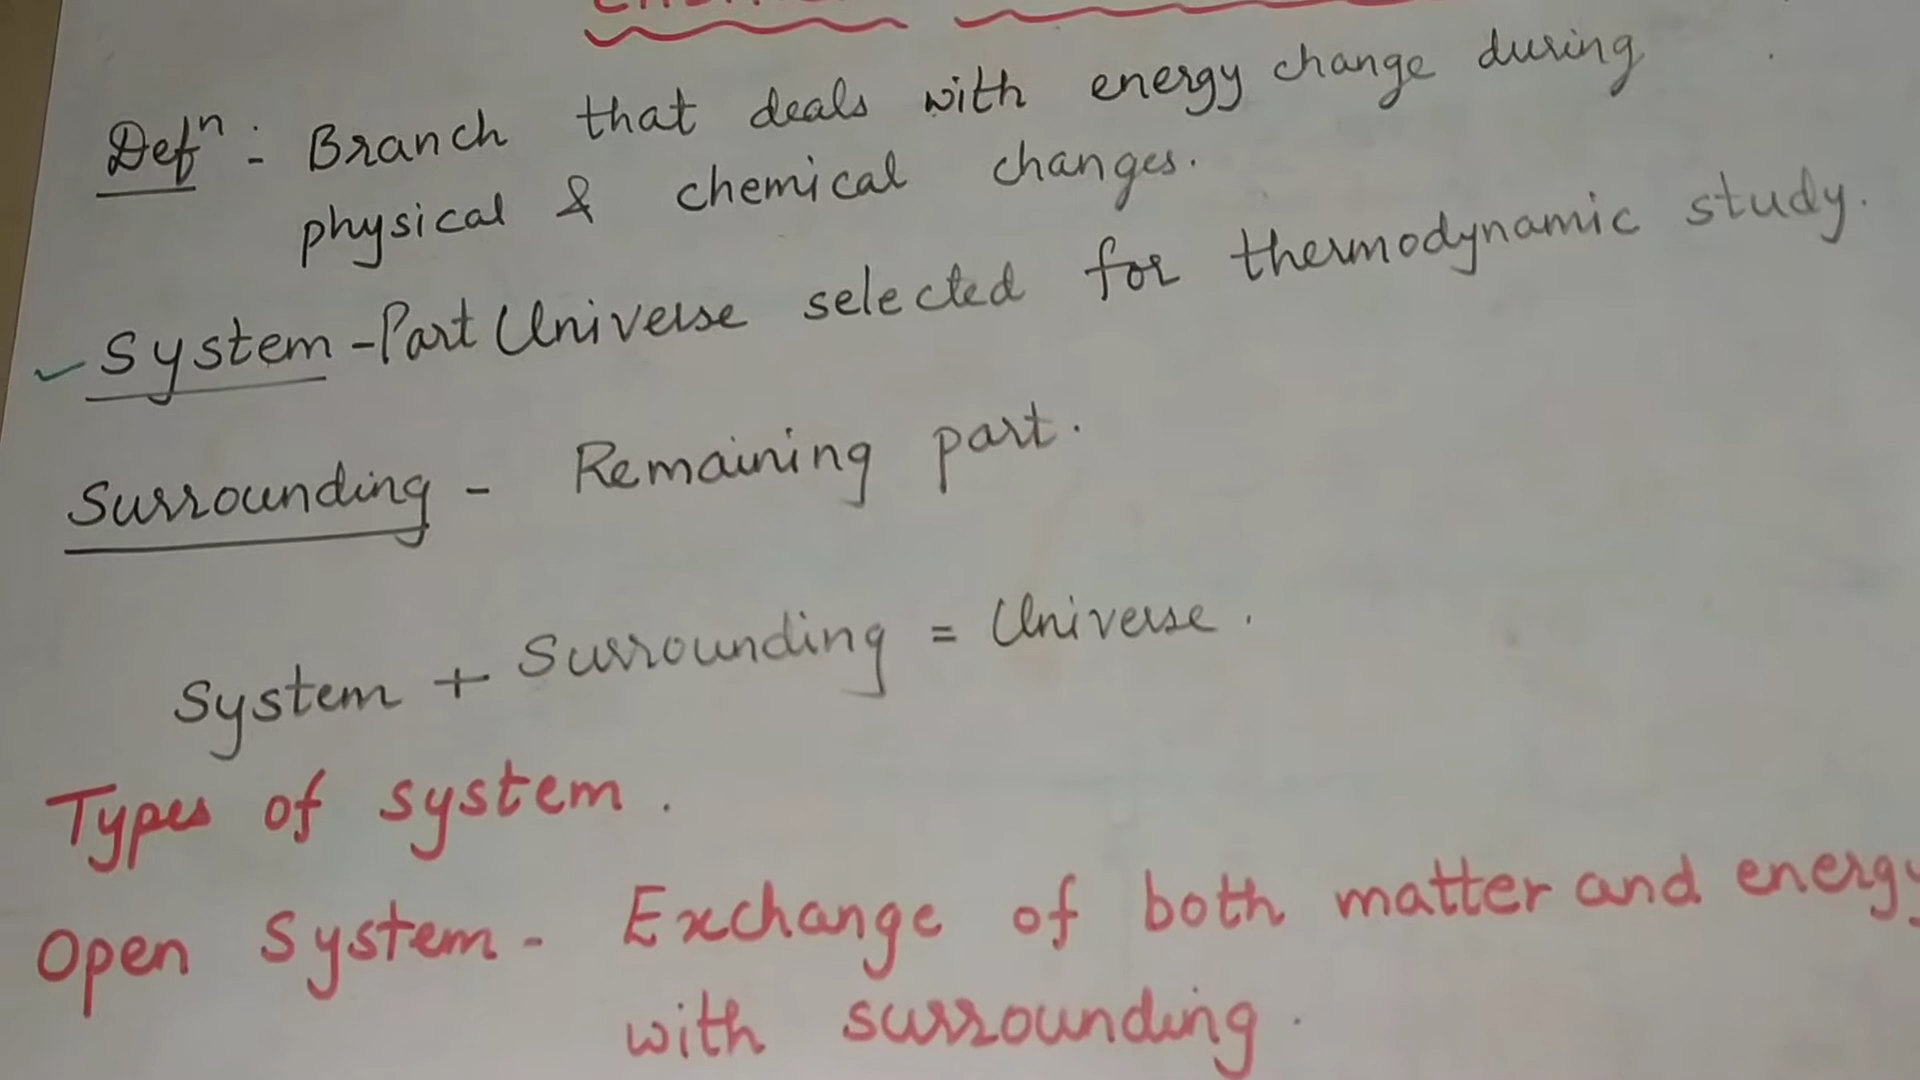 Defⁿ :- Branch that deals with energy change during
physical & chemical changes.
System - Part Universe selected for thermodynamic study.
Surrounding - Remaining part.
System + Surrounding = Universe.
Types of system.
Open System - Exchange of both matter and energy
with surrounding.